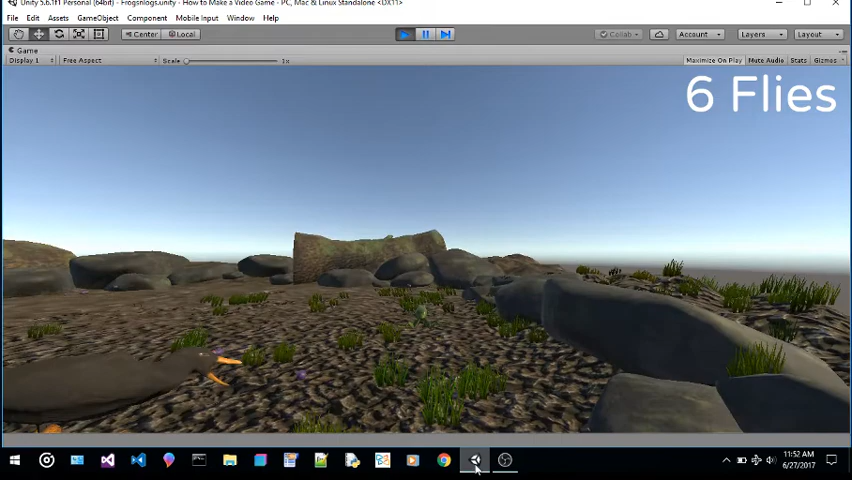 Unity 5.6.1f1 Personal (64bit) - Frogsnlogs.unity - How to Make a Video Game - PC, Mac & Linux Standalone <DX11>
File Edit Assets GameObject Component Mobile Input Window Help
Center Local Collab Account Layers Layout
Game
Display 1 Free Aspect Scale 1x Maximize On Play Mute Audio Stats Gizmos
6 Flies
11:52 AM
6/27/2017